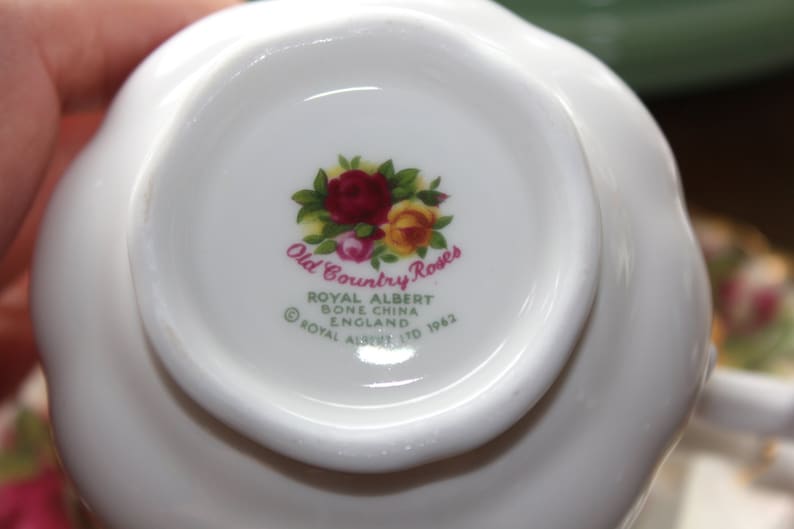 Old Country Roses
ROYAL ALBERT
BONE CHINA
ENGLAND
© ROYAL ALBERT LTD 1962